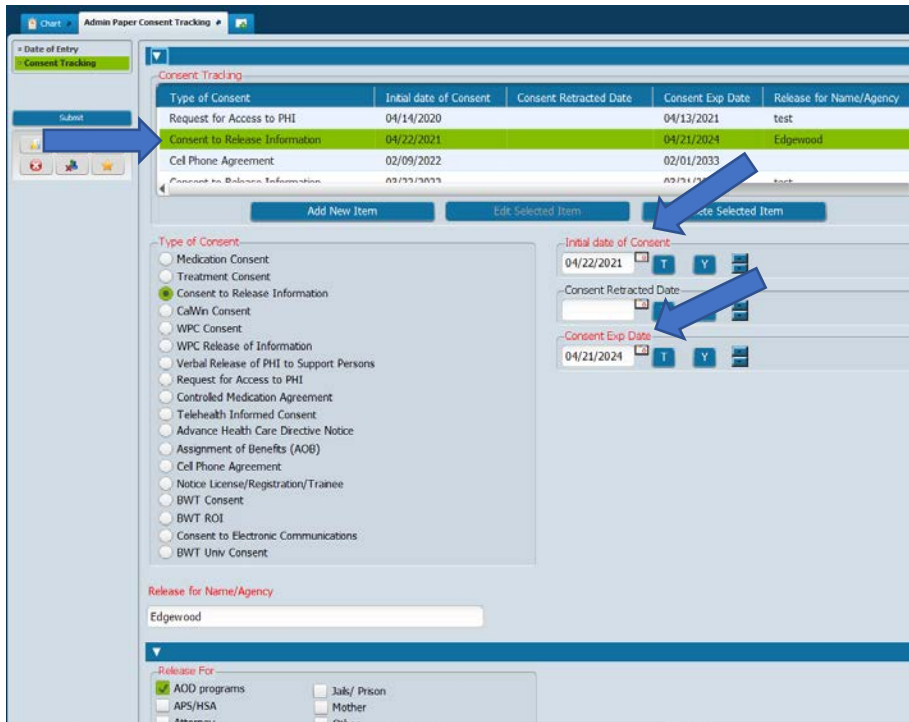 Chart
Admin Paper Consent Tracking
Date of Entry
Consent Tracking
Submit
Consent Tracking
Type of Consent Initial date of Consent Consent Retracted Date Consent Exp Date Release for Name/Agency
Request for Access to PHI 04/14/2020 04/13/2021 test
Consent to Release Information 04/22/2021 04/21/2024 Edgewood
Cell Phone Agreement 02/09/2022 02/01/2033
Consent to Release Information
Add New Item Edit Selected Item Selected Item
Type of Consent
Medication Consent
Treatment Consent
Consent to Release Information
CalWin Consent
WPC Consent
WPC Release of Information
Verbal Release of PHI to Support Persons
Request for Access to PHI
Controlled Medication Agreement
Telehealth Informed Consent
Advance Health Care Directive Notice
Assignment of Benefits (AOB)
Cell Phone Agreement
Notice License/Registration/Trainee
BWT Consent
BWT ROI
Consent to Electronic Communications
BWT Univ Consent
Initial date of Consent
04/22/2021 T Y
Consent Retracted Date
Consent Exp Date
04/21/2024 T Y
Release for Name/Agency
Edgewood
Release For
AOD programs Jails/ Prison
APS/HSA Mother